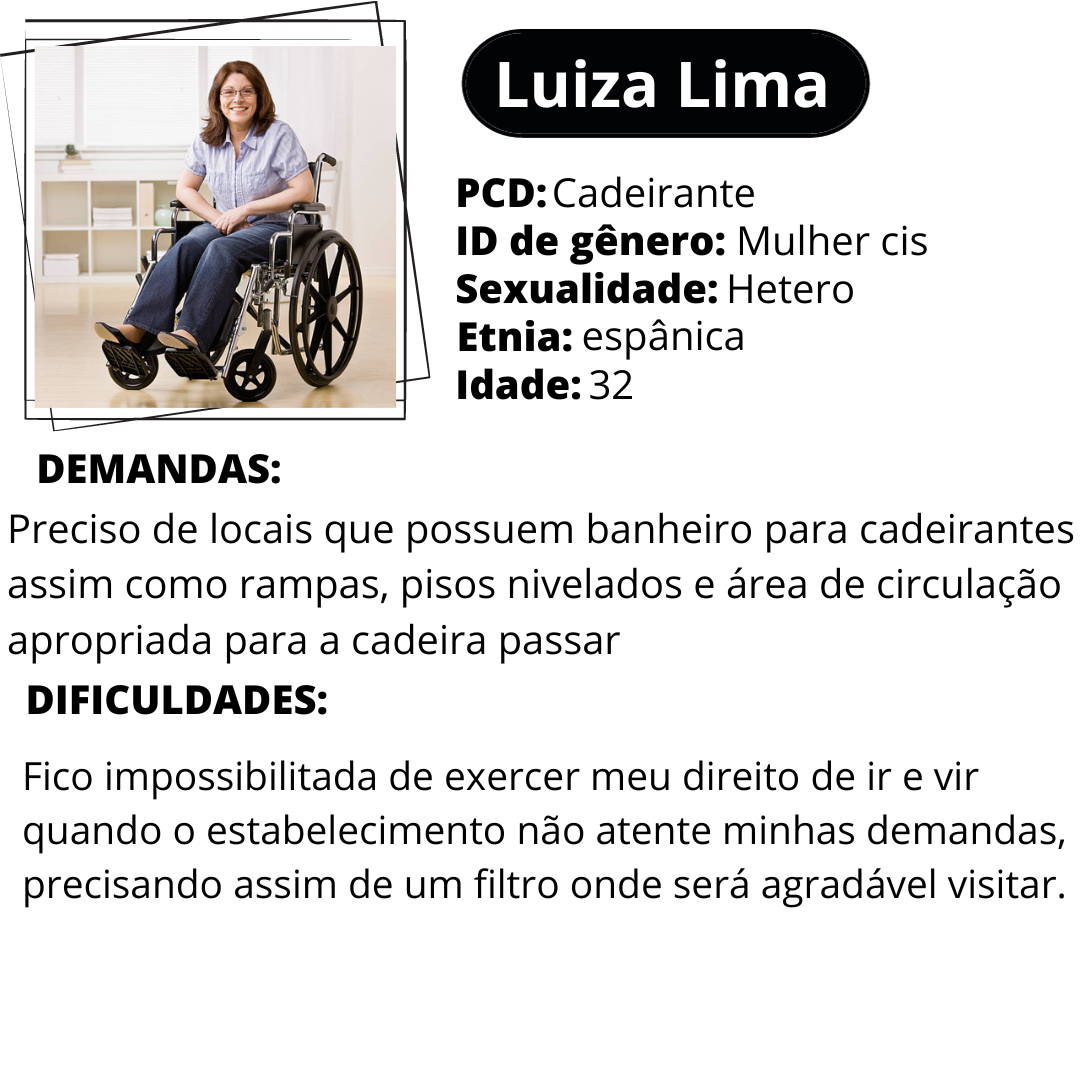 Luiza Lima
PCD: Cadeirante
ID de gênero: Mulher cis
Sexualidade: Hetero
Etnia: espânica
Idade: 32
DEMANDAS:
Preciso de locais que possuem banheiro para cadeirantes
assim como rampas, pisos nivelados e área de circulação
apropriada para a cadeira passar
DIFICULDADES:
Fico impossibilitada de exercer meu direito de ir e vir
quando o estabelecimento não atente minhas demandas,
precisando assim de um filtro onde será agradável visitar.